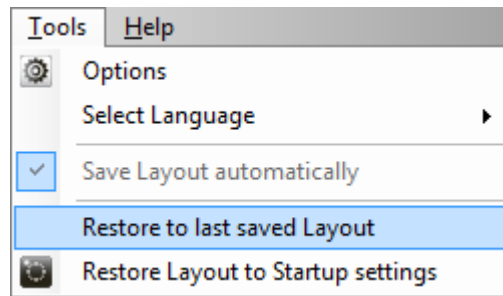 Tools Help
Options
Select Language
Save Layout automatically
Restore to last saved Layout
Restore Layout to Startup settings